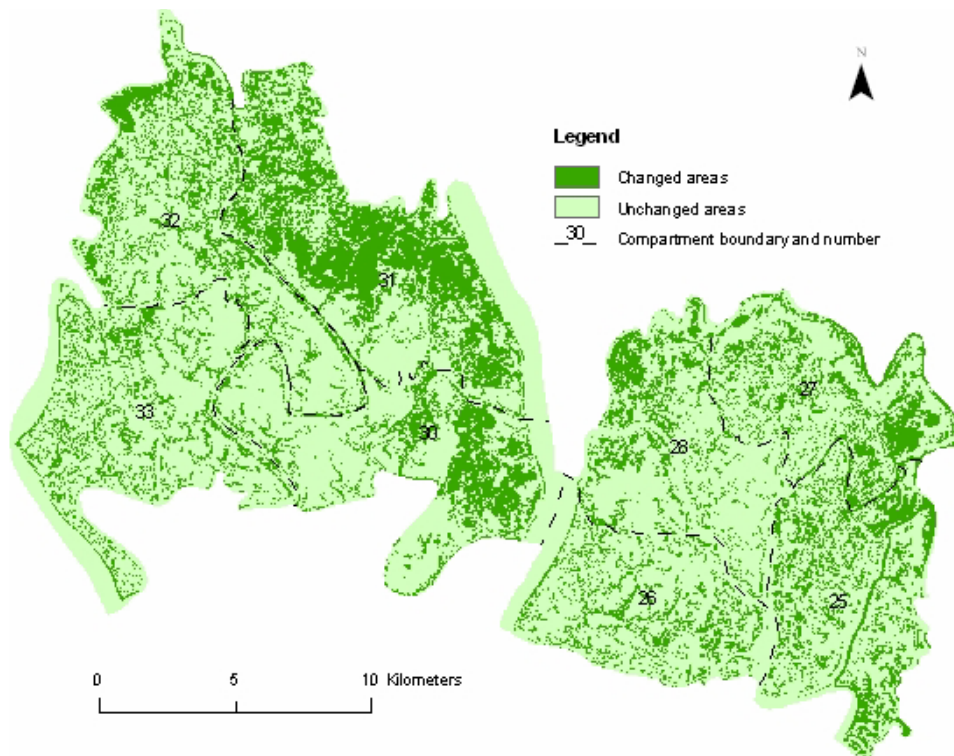 N
Legend
Changed areas
Unchanged areas
30 Compartment boundary and number
32
31
33
30
27
28
26
25
0 5 10 Kilometers